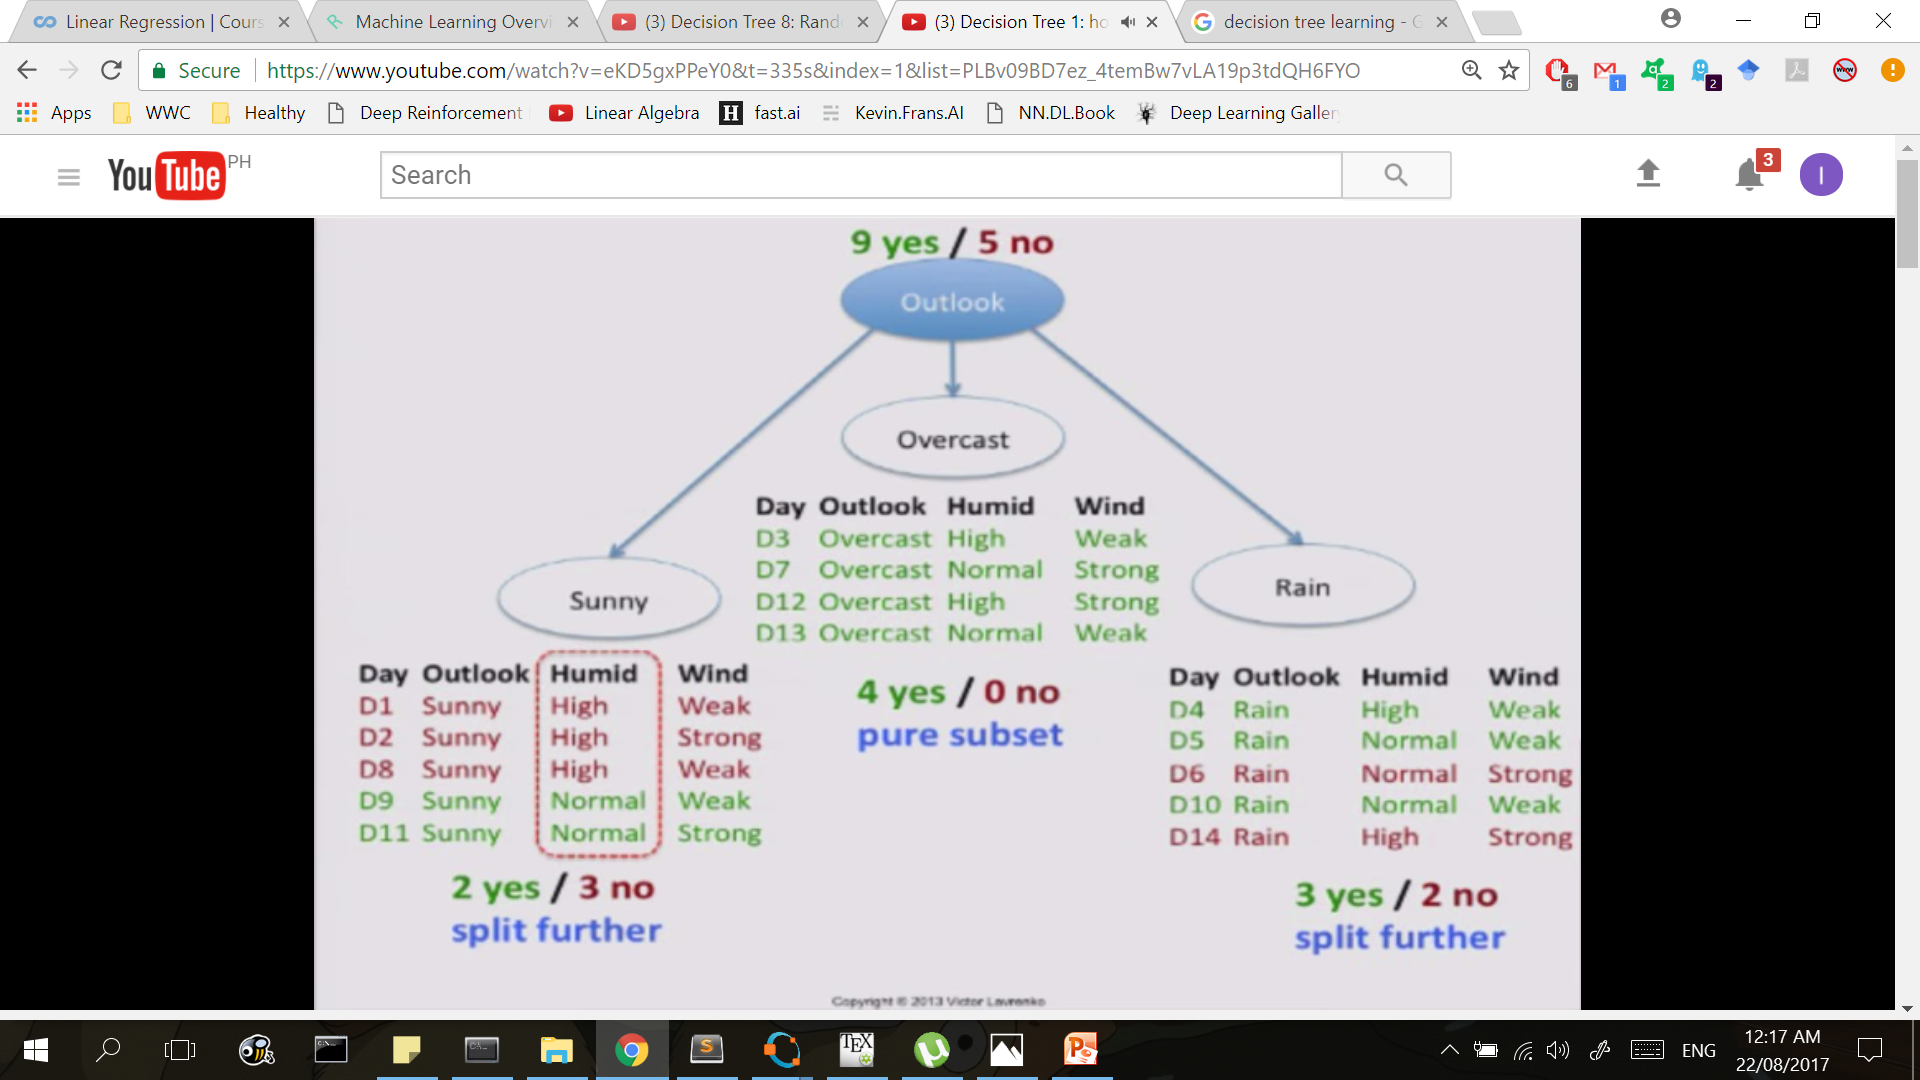 Linear Regression | Cours
Machine Learning Overvi
(3) Decision Tree 8: Rand
(3) Decision Tree 1: ho
decision tree learning - G
Secure
https://www.youtube.com/watch?v=eKD5gxPPeY0&t=335s&index=1&list=PLBv09BD7ez_4temBw7vLA19p3tdQH6FYO
6
1
2
2
Apps
WWC
Healthy
Deep Reinforcement
Linear Algebra
H
fast.ai
Kevin.Frans.AI
NN.DL.Book
Deep Learning Galler
YouTube PH
Search
3
I
9 yes / 5 no
Outlook
Overcast
Day Outlook Humid Wind
D3 Overcast High Weak
D7 Overcast Normal Strong
D12 Overcast High Strong
D13 Overcast Normal Weak
4 yes / 0 no
pure subset
Sunny
Day Outlook Humid Wind
D1 Sunny High Weak
D2 Sunny High Strong
D8 Sunny High Weak
D9 Sunny Normal Weak
D11 Sunny Normal Strong
2 yes / 3 no
split further
Rain
Day Outlook Humid Wind
D4 Rain High Weak
D5 Rain Normal Weak
D6 Rain Normal Strong
D10 Rain Normal Weak
D14 Rain High Strong
3 yes / 2 no
split further
Copyright © 2013 Victor Lavrenko
ENG
12:17 AM
22/08/2017